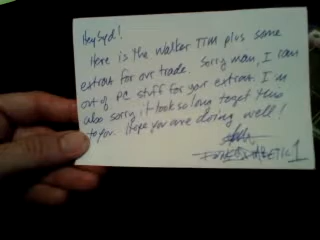 Hey Syd!
Here is the Walker TTM plus some
extras for our trade. Sorry man, I ran
out of PC stuff for your extras. I'm
also sorry it took so long to get this
to you. Hope you are doing well!
1